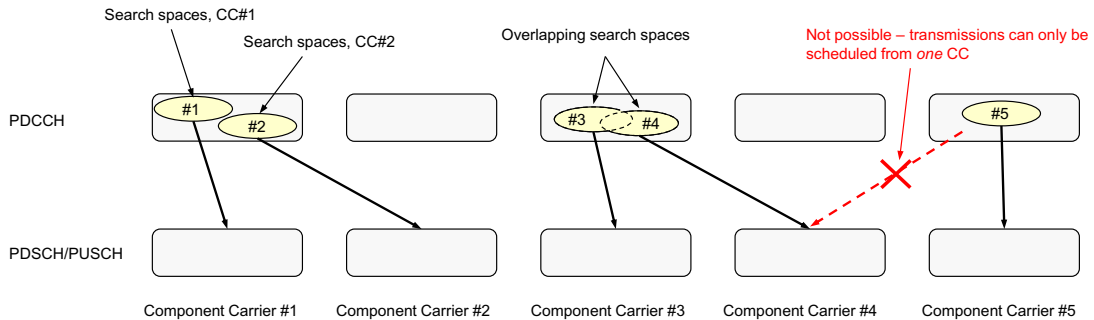 Search spaces, CC#1
Search spaces, CC#2
Overlapping search spaces
Not possible – transmissions can only be
scheduled from one CC
PDCCH
#1
#2
#3
#4
#5
PDSCH/PUSCH
Component Carrier #1
Component Carrier #2
Component Carrier #3
Component Carrier #4
Component Carrier #5